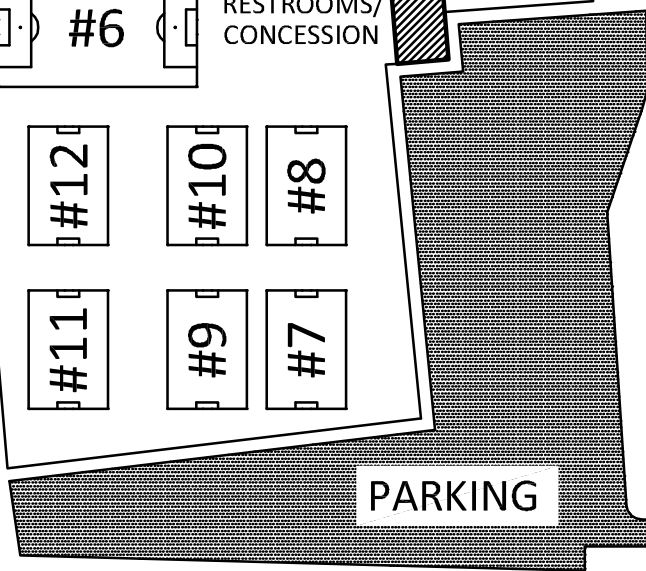 RESTROOMS/
CONCESSION
#6
#12
#10
#8
#11
#9
#7
PARKING